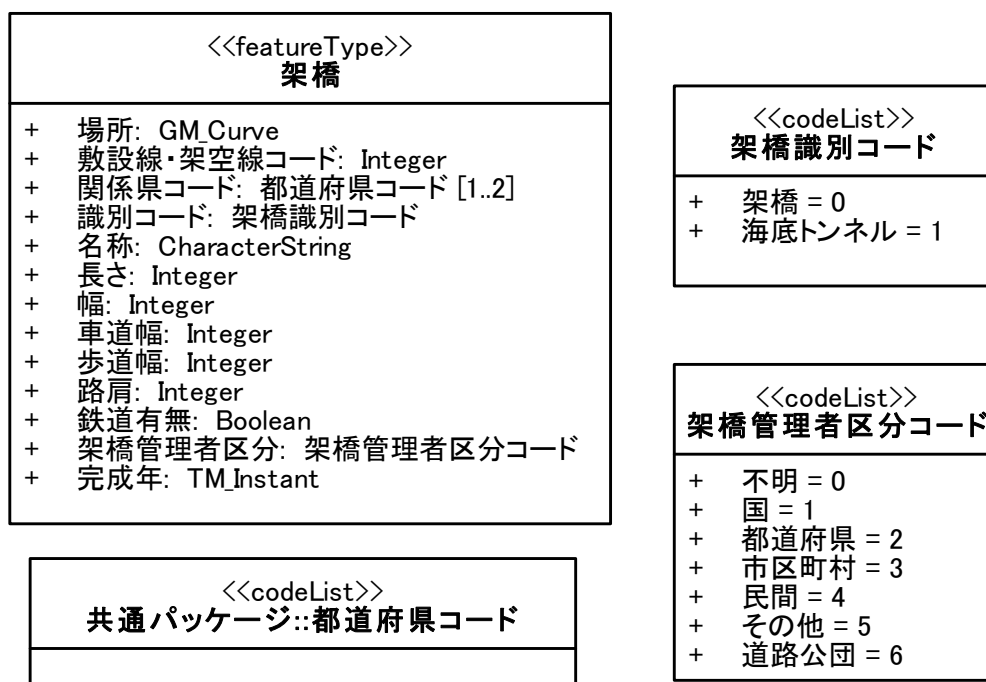 <<featureType>>
架橋
+ 場所: GM_Curve
+ 敷設線・架空線コード: Integer
+ 関係県コード: 都道府県コード [1..2]
+ 識別コード: 架橋識別コード
+ 名称: CharacterString
+ 長さ: Integer
+ 幅: Integer
+ 車道幅: Integer
+ 歩道幅: Integer
+ 路肩: Integer
+ 鉄道有無: Boolean
+ 架橋管理者区分: 架橋管理者区分コード
+ 完成年: TM_Instant
<<codeList>>
架橋識別コード
+ 架橋 = 0
+ 海底トンネル = 1
<<codeList>>
架橋管理者区分コード
+ 不明 = 0
+ 国 = 1
+ 都道府県 = 2
+ 市区町村 = 3
+ 民間 = 4
+ その他 = 5
+ 道路公団 = 6
<<codeList>>
共通パッケージ::都道府県コード